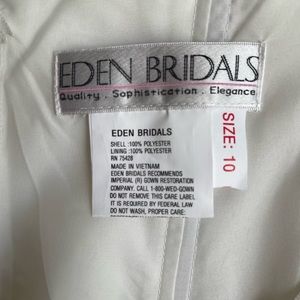 EDEN BRIDALS
Quality . Sophistication . Elegance
EDEN BRIDALS
SHELL :100% POLYESTER
LINING :100% POLYESTER
RN 75428
MADE IN VIETNAM
EDEN BRIDALS RECOMMENDS
IMPERIAL (R) GOWN RESTORATION
COMPANY. CALL 1-800-WED-GOWN
DO NOT REMOVE THIS CARE LABEL
IT IS REQUIRED BY FEDERAL LAW
DO NOT WASH, PROPER CARE:
SIZE: 10